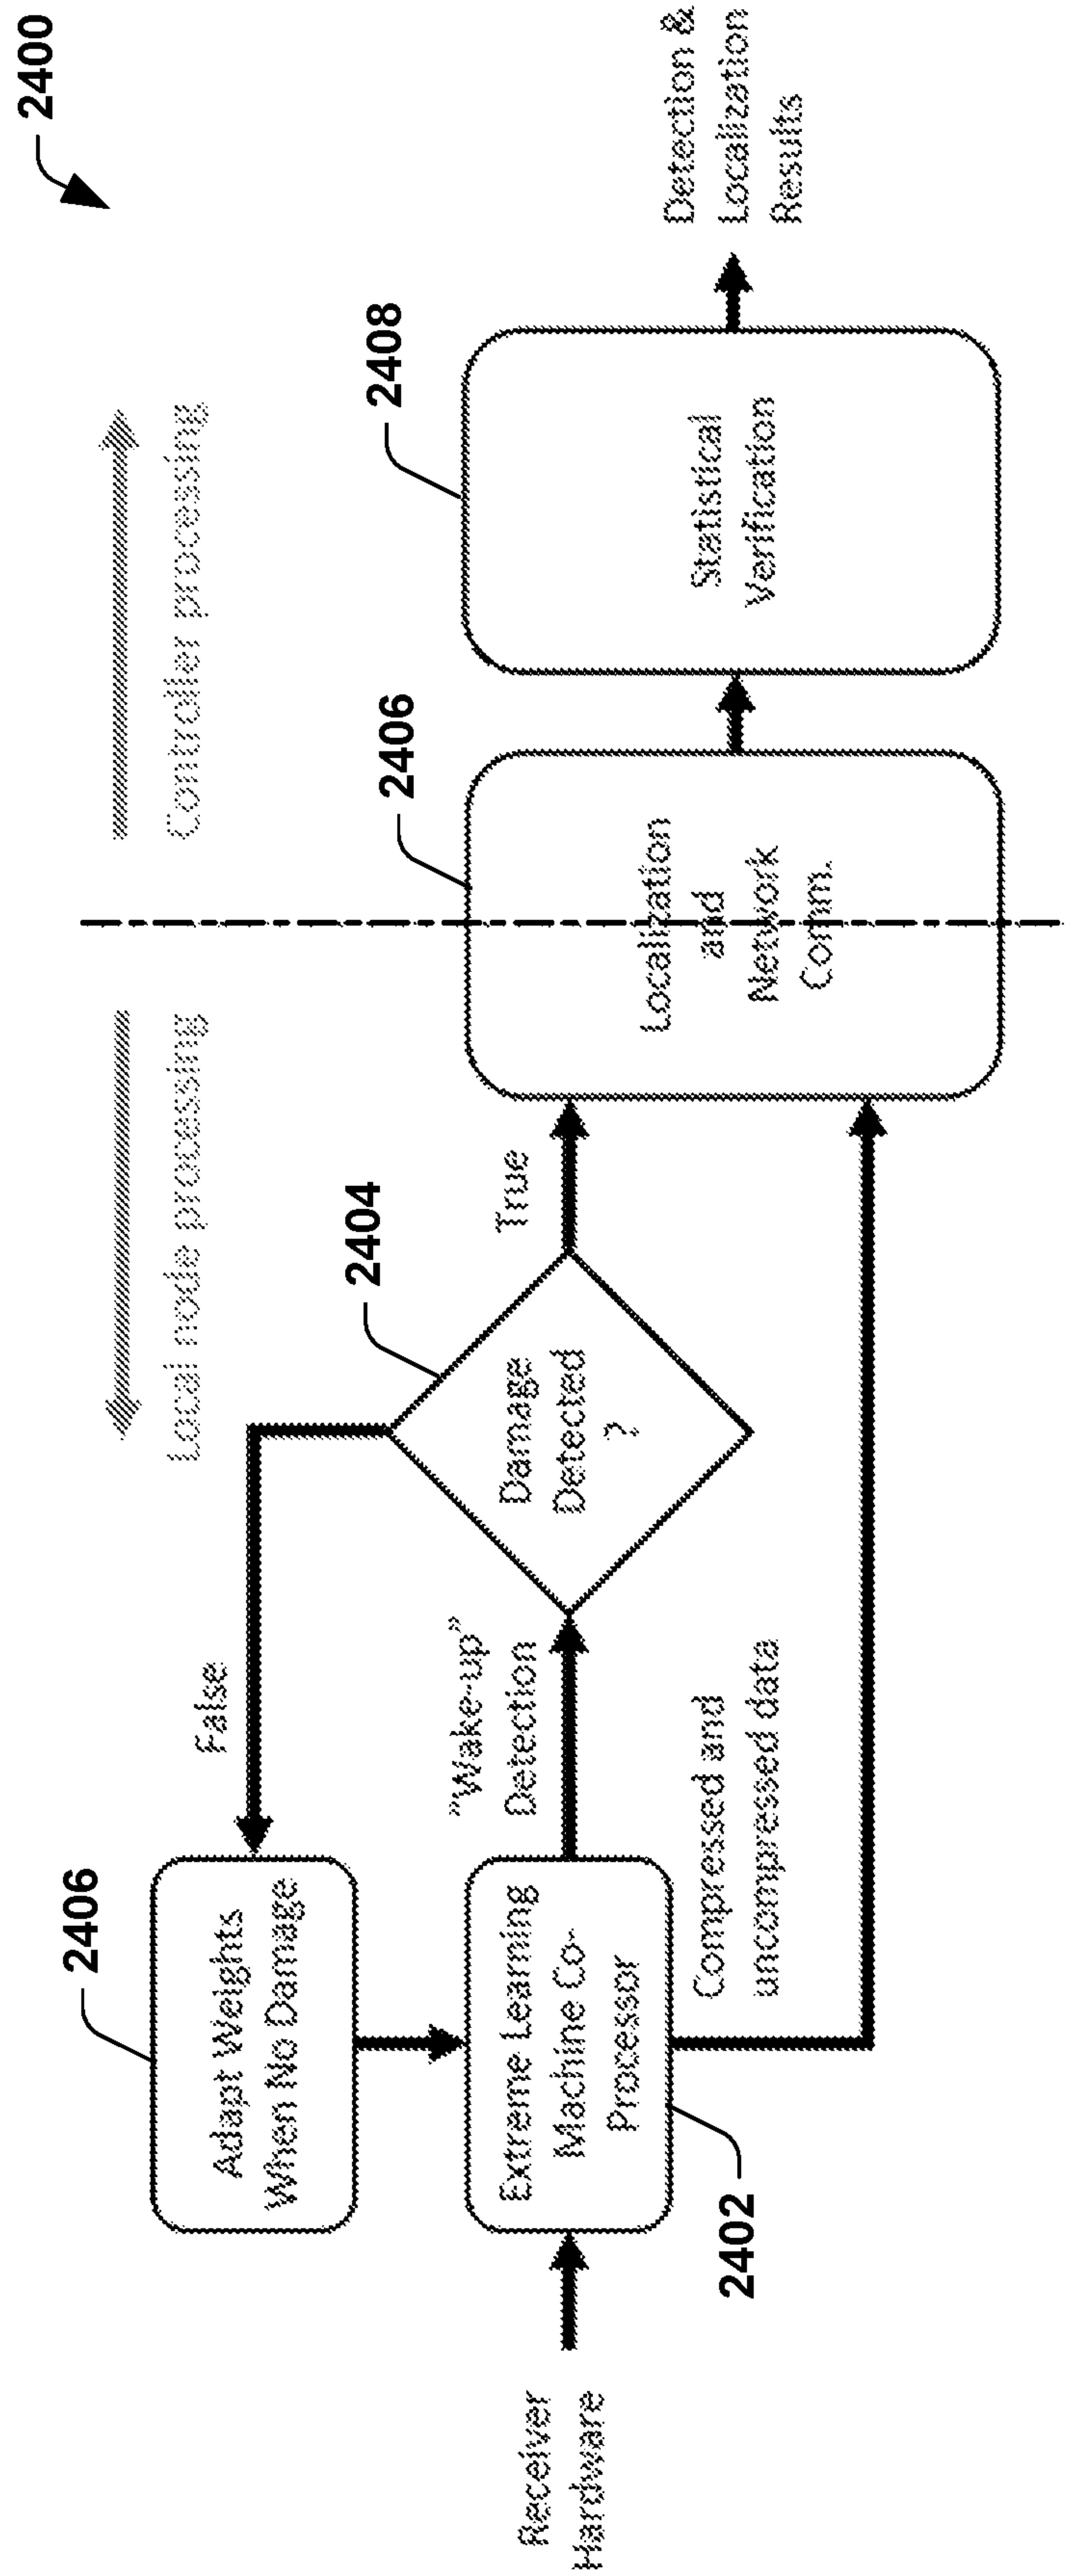 2400
Local node processing
Controller processing
2406
Adapt Weights
When No Damage
False
2404
Damage
Detected
?
True
2406
Localization
and
Network
Comm.
2408
Statistical
Verification
Detection &
Localization
Results
Receiver
Hardware
Extreme Learning
Machine Co-
Processor
2402
"Wake-up"
Detection
Compressed and
uncompressed data